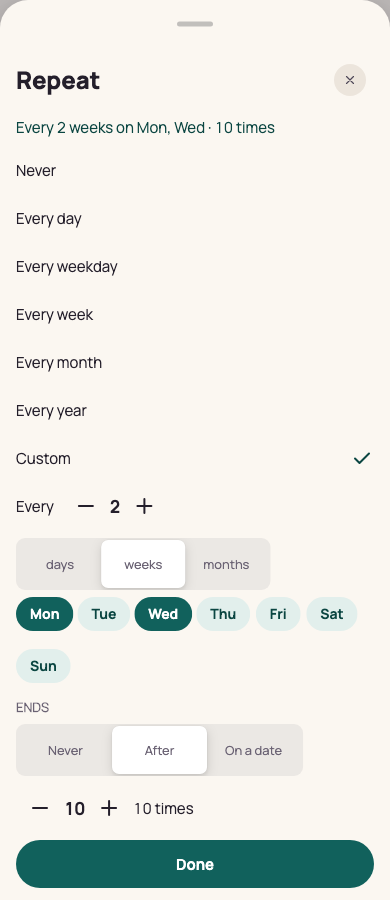 Repeat
Every 2 weeks on Mon, Wed · 10 times
Never
Every day
Every weekday
Every week
Every month
Every year
Custom
Every 2
days weeks months
Mon Tue Wed Thu Fri Sat
Sun
ENDS
Never After On a date
10 10 times
Done